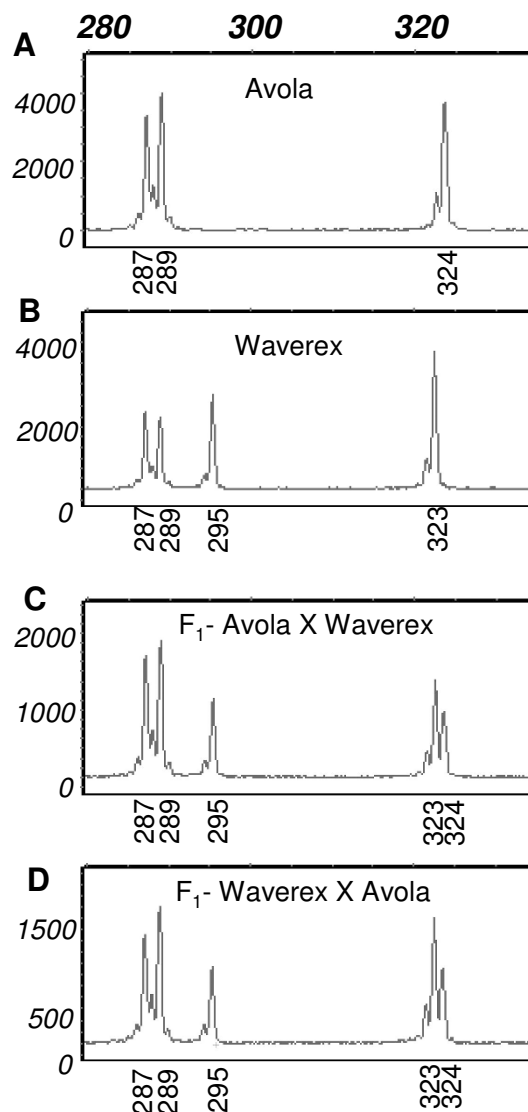 280 300 320
A
Avola
4000
2000
0
287 289 324
B
Waverex
4000
2000
0
287 289 295 323
C
F₁- Avola X Waverex
2000
1000
0
287 289 295 323 324
D
F₁- Waverex X Avola
1500
500
0
287 289 295 323 324